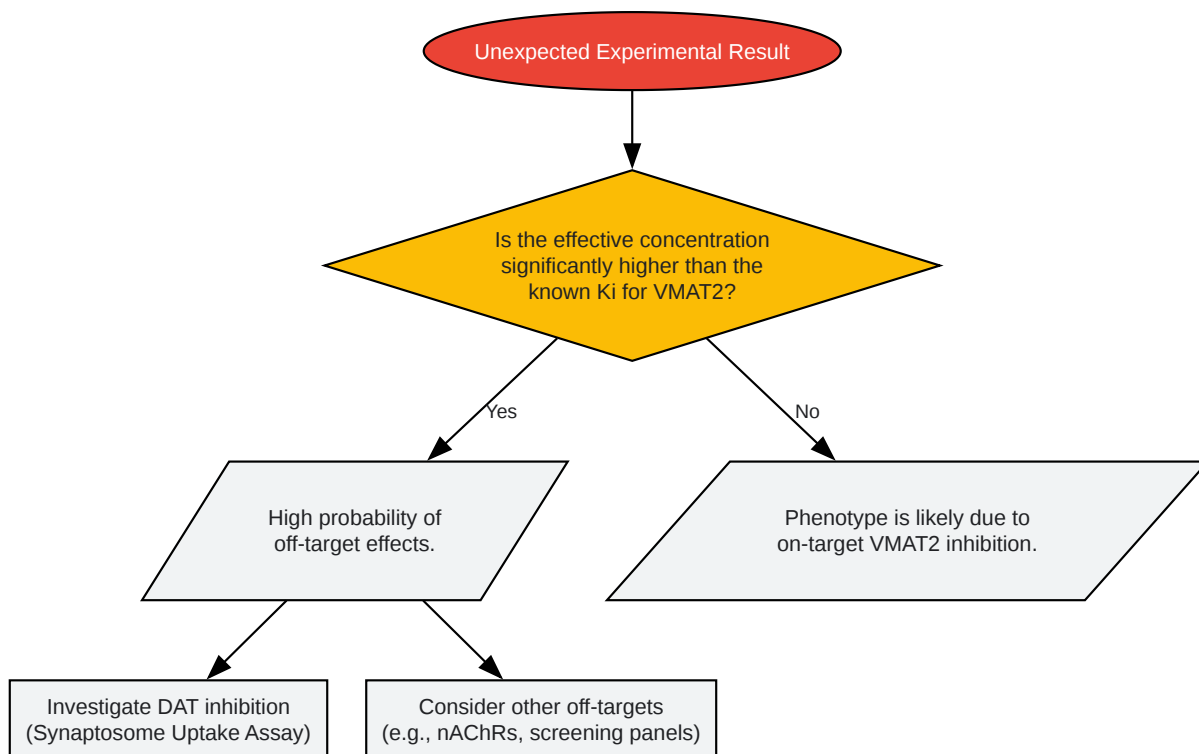 Unexpected Experimental Result
Is the effective concentration
significantly higher than the
known Ki for VMAT2?
Yes
No
High probability of
off-target effects.
Phenotype is likely due to
on-target VMAT2 inhibition.
Investigate DAT inhibition
(Synaptosome Uptake Assay)
Consider other off-targets
(e.g., nAChRs, screening panels)